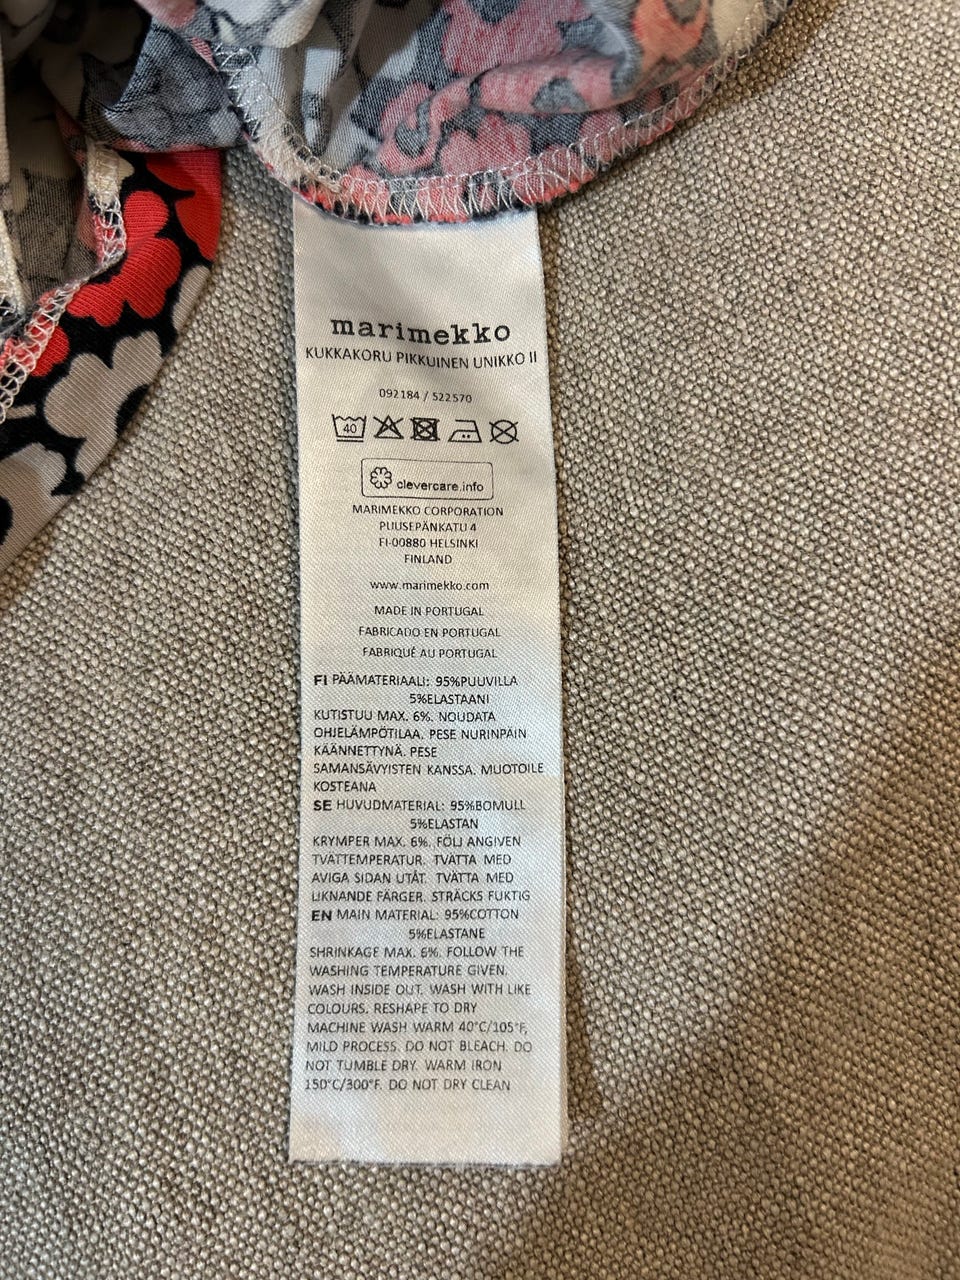 marimekko
KUKKAKORU PIKKUINEN UNIKKO II
092184 / 522570
40
clevercare.info
MARIMEKKO CORPORATION
PUUSEPÄNKATU 4
FI-00880 HELSINKI
FINLAND
www.marimekko.com
MADE IN PORTUGAL
FABRICADO EN PORTUGAL
FABRIQUÉ AU PORTUGAL
FI PÄÄMATERIAALI: 95%PUUVILLA
5%ELASTAANI
KUTISTUU MAX. 6%. NOUDATA
OHJELÄMPÖTILAA. PESE NURINPÄIN
KÄÄNNETTYNÄ. PESE
SAMANSÄVYISTEN KANSSA. MUOTOILE
KOSTEANA
SE HUVUDMATERIAL: 95%BOMULL
5%ELASTAN
KRYMPER MAX. 6%. FÖLJ ANGIVEN
TVÄTTEMPERATUR. TVÄTTA MED
AVIGA SIDAN UTÅT. TVÄTTA MED
LIKNANDE FÄRGER. STRÄCKS FUKTIG
EN MAIN MATERIAL: 95%COTTON
5%ELASTANE
SHRINKAGE MAX. 6%. FOLLOW THE
WASHING TEMPERATURE GIVEN.
WASH INSIDE OUT. WASH WITH LIKE
COLOURS. RESHAPE TO DRY
MACHINE WASH WARM 40°C/105°F,
MILD PROCESS. DO NOT BLEACH. DO
NOT TUMBLE DRY. WARM IRON
150°C/300°F. DO NOT DRY CLEAN